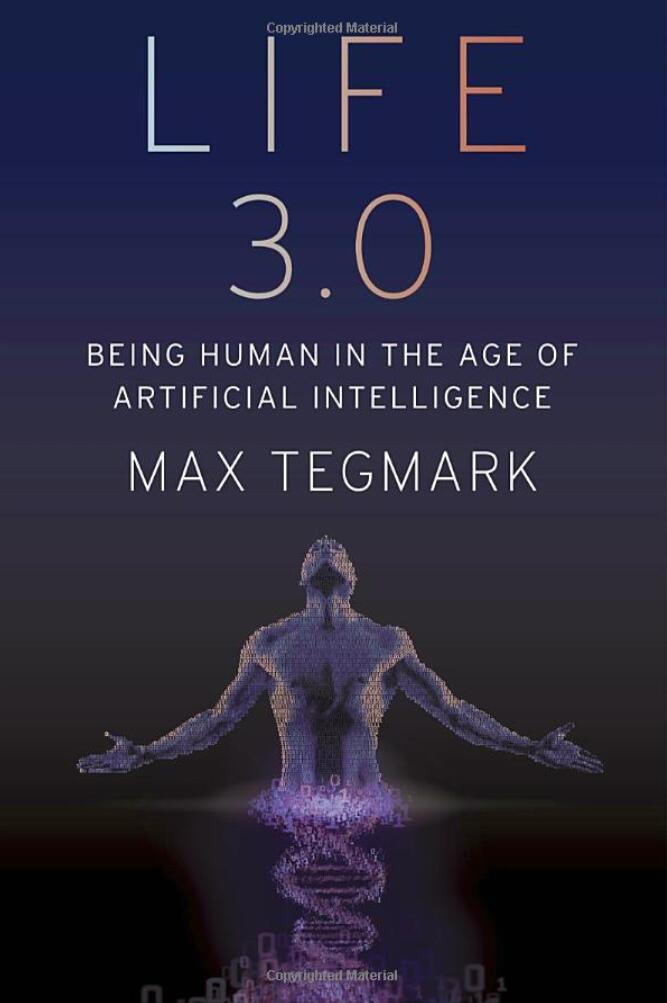 Copyrighted Material
LIFE
3.0
BEING HUMAN IN THE AGE OF
ARTIFICIAL INTELLIGENCE
MAX TEGMARK
Copyrighted Material